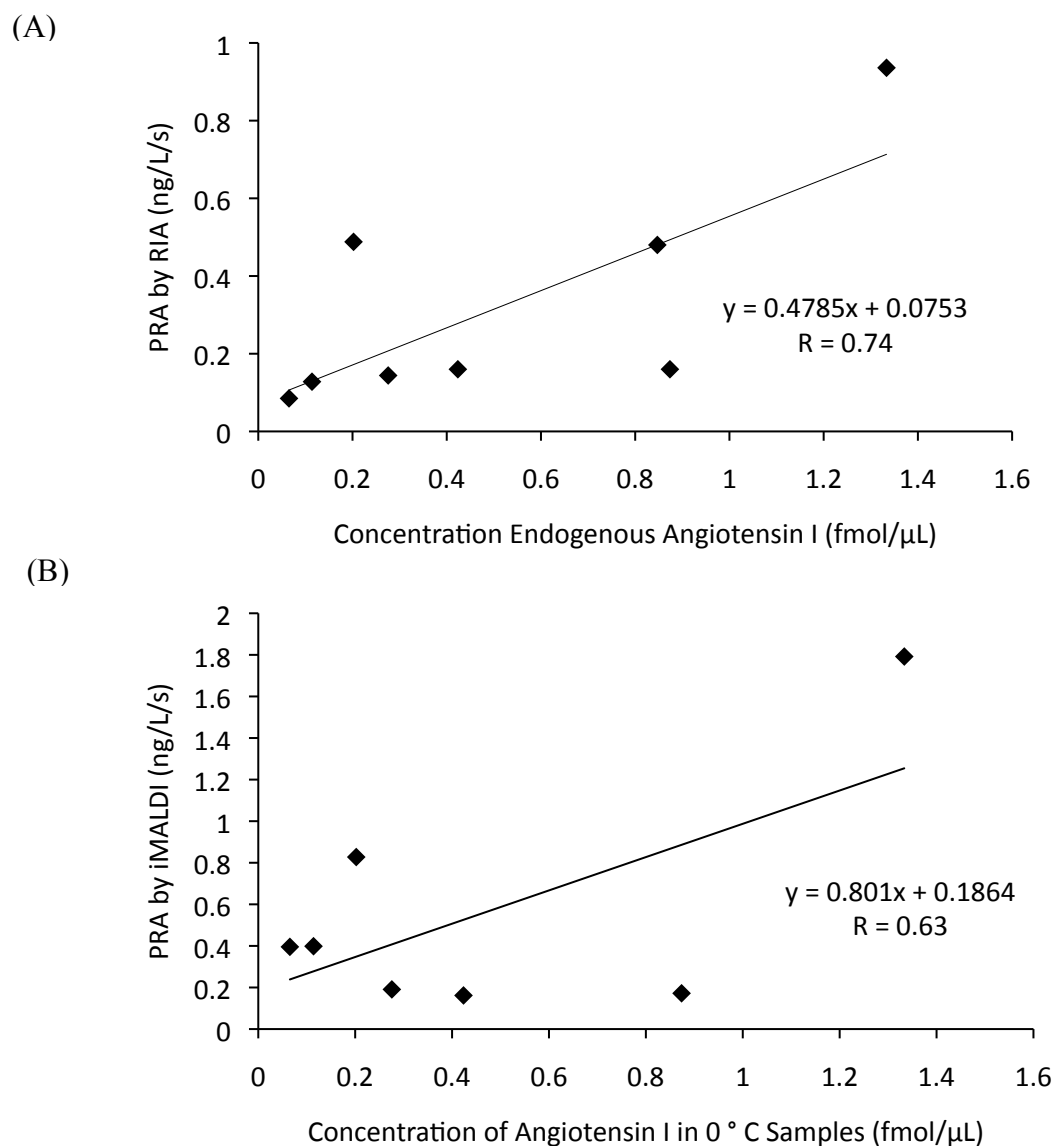 (A)
1
0.8
0.6
0.4
0.2
0
PRA by RIA (ng/L/s)
y = 0.4785x + 0.0753
R = 0.74
0 0.2 0.4 0.6 0.8 1 1.2 1.4 1.6
Concentration Endogenous Angiotensin I (fmol/µL)
(B)
2
1.8
1.6
1.4
1.2
1
0.8
0.6
0.4
0.2
0
PRA by iMALDI (ng/L/s)
y = 0.801x + 0.1864
R = 0.63
0 0.2 0.4 0.6 0.8 1 1.2 1.4 1.6
Concentration of Angiotensin I in 0 ° C Samples (fmol/µL)